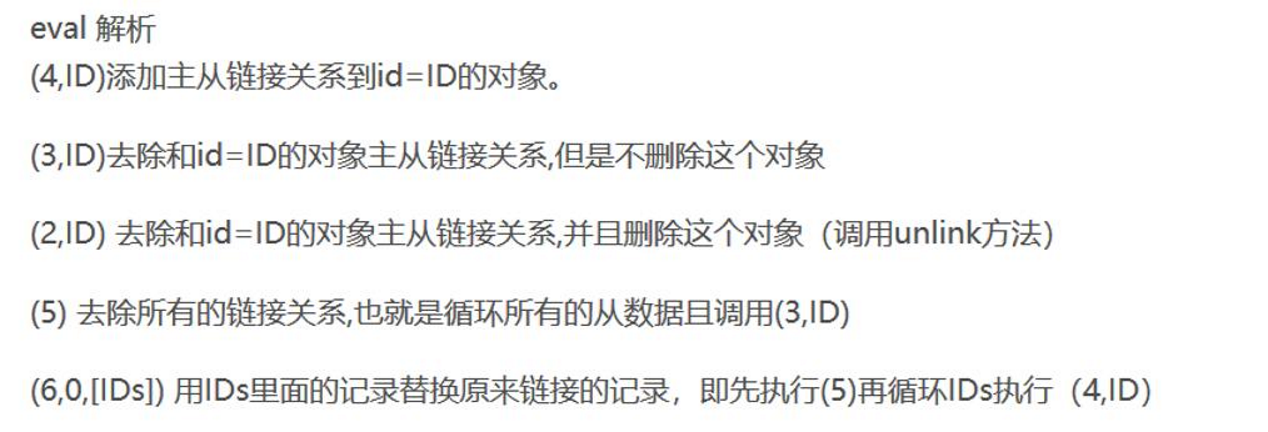 eval 解析
(4,ID)添加主从链接关系到id=ID的对象。
(3,ID)去除和id=ID的对象主从链接关系,但是不删除这个对象
(2,ID) 去除和id=ID的对象主从链接关系,并且删除这个对象（调用unlink方法）
(5) 去除所有的链接关系,也就是循环所有的从数据且调用(3,ID)
(6,0,[IDs]) 用IDs里面的记录替换原来链接的记录，即先执行(5)再循环IDs执行（4,ID）